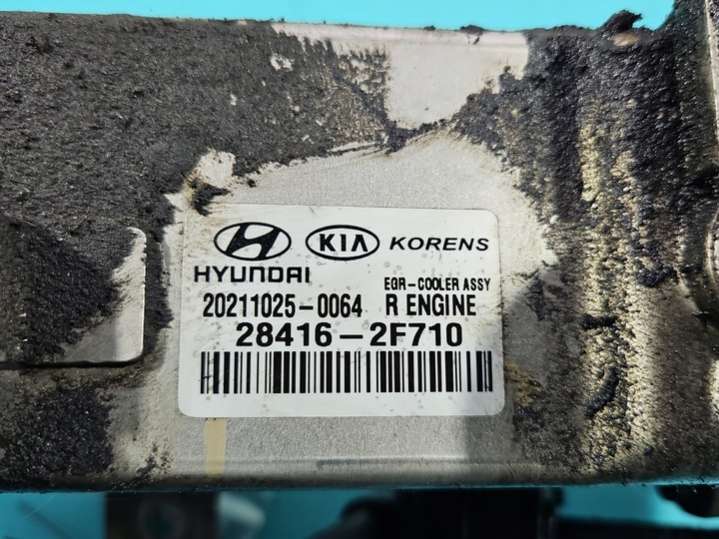 KIA KORENS
HYUNDAI
EGR-COOLER ASSY
20211025-0064 R ENGINE
28416-2F710